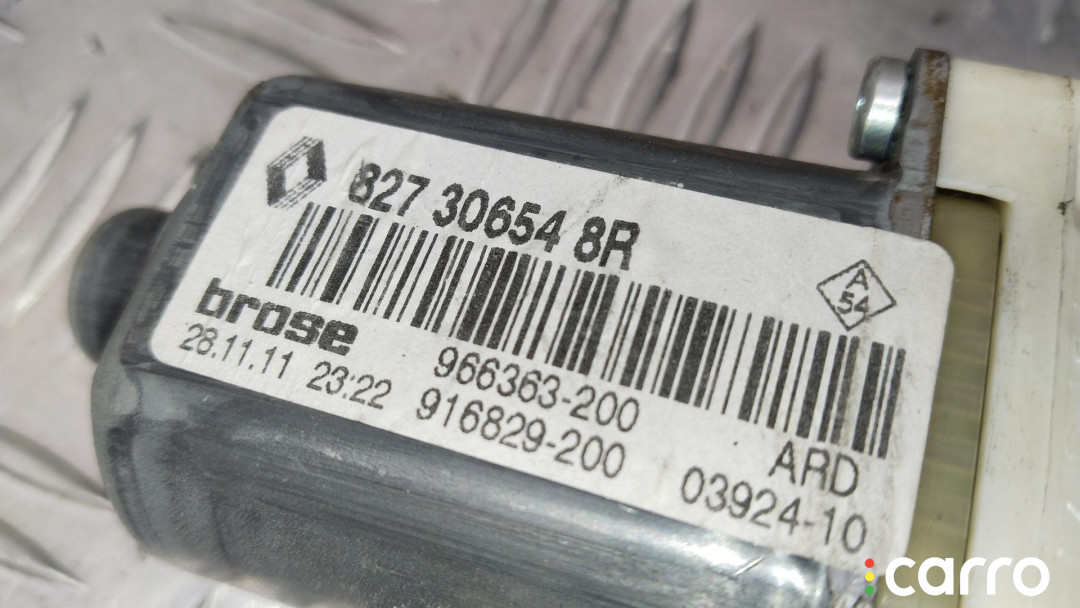 827 30654 8R
A
54
brose
28.11.11 23:22
966363-200
916829-200
ARD
03924-10
carro